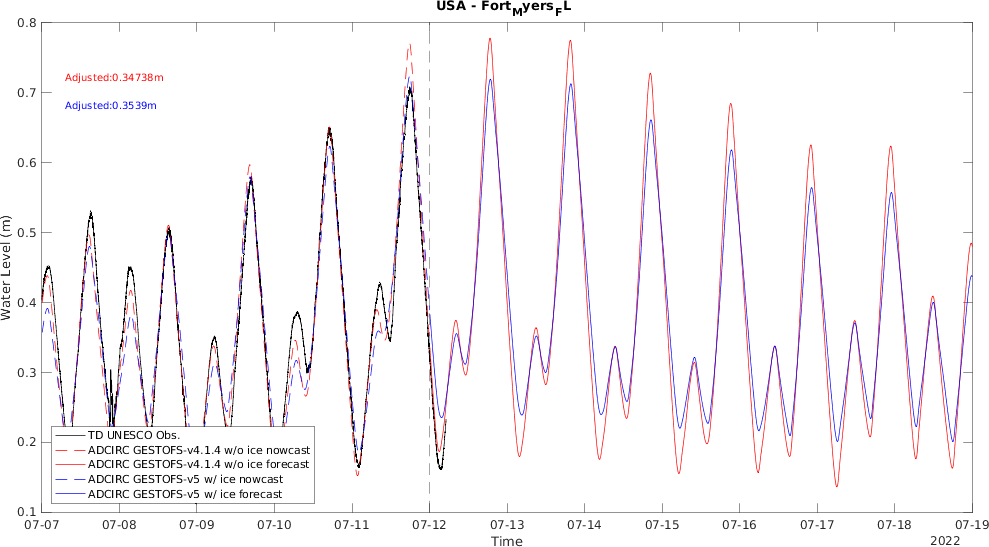 USA - FortMyersFL
Adjusted:0.34738m
Adjusted:0.3539m
Water Level (m)
0.8
0.7
0.6
0.5
0.4
0.3
0.2
0.1
TD UNESCO Obs.
ADCIRC GESTOFS-v4.1.4 w/o ice nowcast
ADCIRC GESTOFS-v4.1.4 w/o ice forecast
ADCIRC GESTOFS-v5 w/ ice nowcast
ADCIRC GESTOFS-v5 w/ ice forecast
07-07 07-08 07-09 07-10 07-11 07-12 07-13 07-14 07-15 07-16 07-17 07-18 07-19
Time
2022